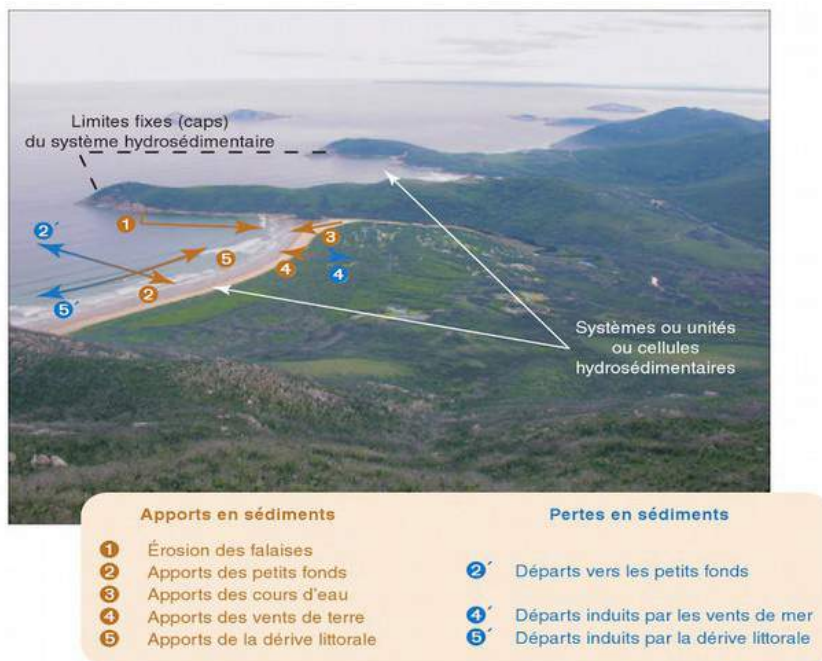 Limites fixes (caps)
du système hydrosédimentaire
2´
1
3
5
4
4´
2
5´
Systèmes ou unités
ou cellules
hydrosédimentaires
Apports en sédiments
1 Érosion des falaises
2 Apports des petits fonds
3 Apports des cours d'eau
4 Apports des vents de terre
5 Apports de la dérive littorale
Pertes en sédiments
2´ Départs vers les petits fonds
4´ Départs induits par les vents de mer
5´ Départs induits par la dérive littorale